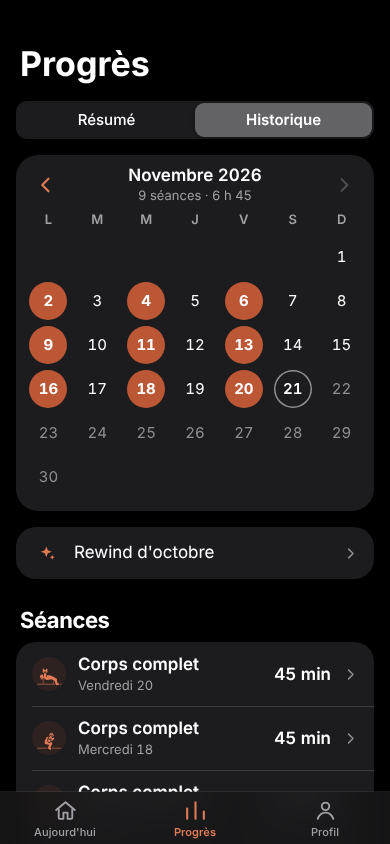 Progrès
Résumé Historique
Novembre 2026
9 séances · 6 h 45
L M M J V S D
1
2 3 4 5 6 7 8
9 10 11 12 13 14 15
16 17 18 19 20 21 22
23 24 25 26 27 28 29
30
Rewind d'octobre
Séances
Corps complet
45 min
Vendredi 20
Corps complet
45 min
Mercredi 18
Corps complet
Aujourd'hui Progrès Profil